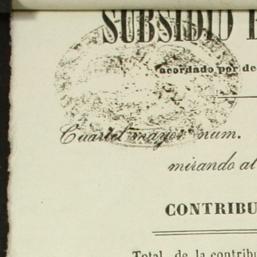 SUBSIDIO
acordado por de
Cuartel mayor num.
mirando al
CONTRIBU
Total de la contribu